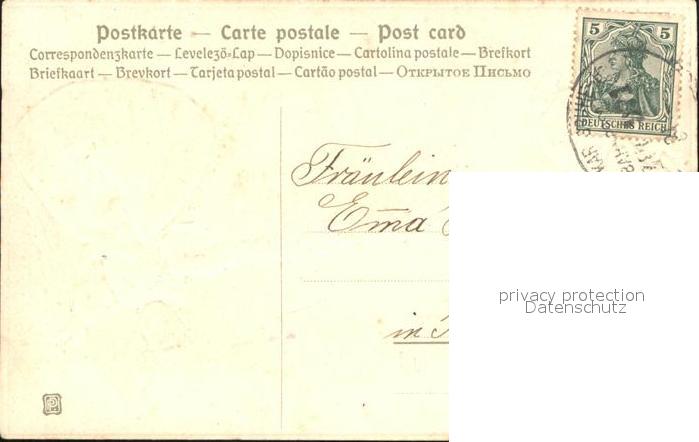 Postkarte — Carte postale — Post card
Correspondenzkarte — Levelező-Lap — Dopisnice — Cartolina postale — Brefkort
Briefkaart — Brevkort — Tarjeta postal — Cartão postal — Открытое Письмо
5 5
DEUTSCHES REICH
Fräulein
Em̄a
in
privacy protection
Datenschutz